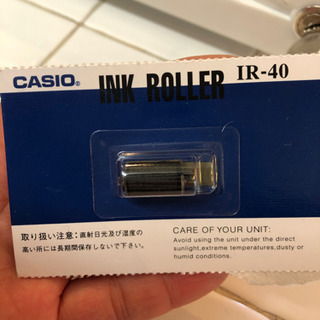 CASIO® INK ROLLER IR-40
取り扱い注意：直射日光及び湿度の
高い所には長期間保存しないで下さい。
CARE OF YOUR UNIT:
Avoid using the unit under the direct
sunlight,extreme temperatures,dusty or
humid conditions.